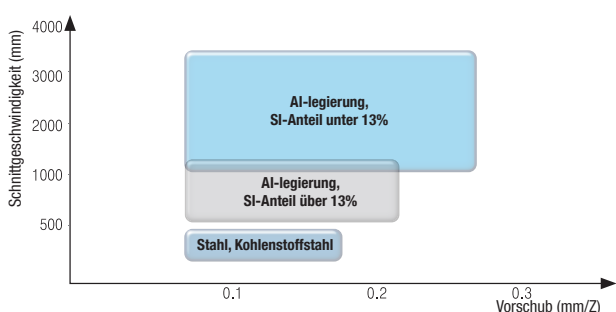 Schnittgeschwindigkeit (mm)
4000
3000
2000
1000
500
Al-legierung,
SI-Anteil unter 13%
Al-legierung,
SI-Anteil über 13%
Stahl, Kohlenstoffstahl
0.1
0.2
0.3
Vorschub (mm/Z)